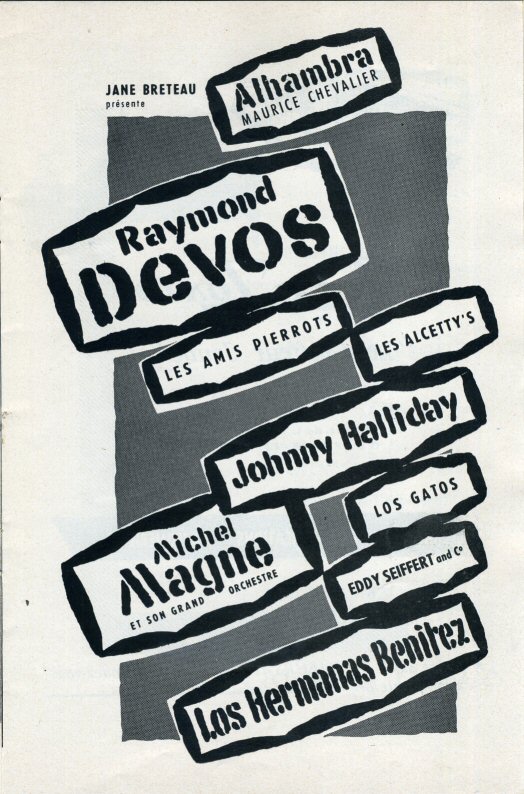 JANE BRETEAU
présente
Alhambra
MAURICE CHEVALIER
Raymond
Devos
LES AMIS PIERROTS
LES ALCETTY'S
Johnny Halliday
LOS GATOS
Michel
Magne
ET SON GRAND ORCHESTRE
EDDY SEIFFERT and Cº
Los Hermanas Benitez